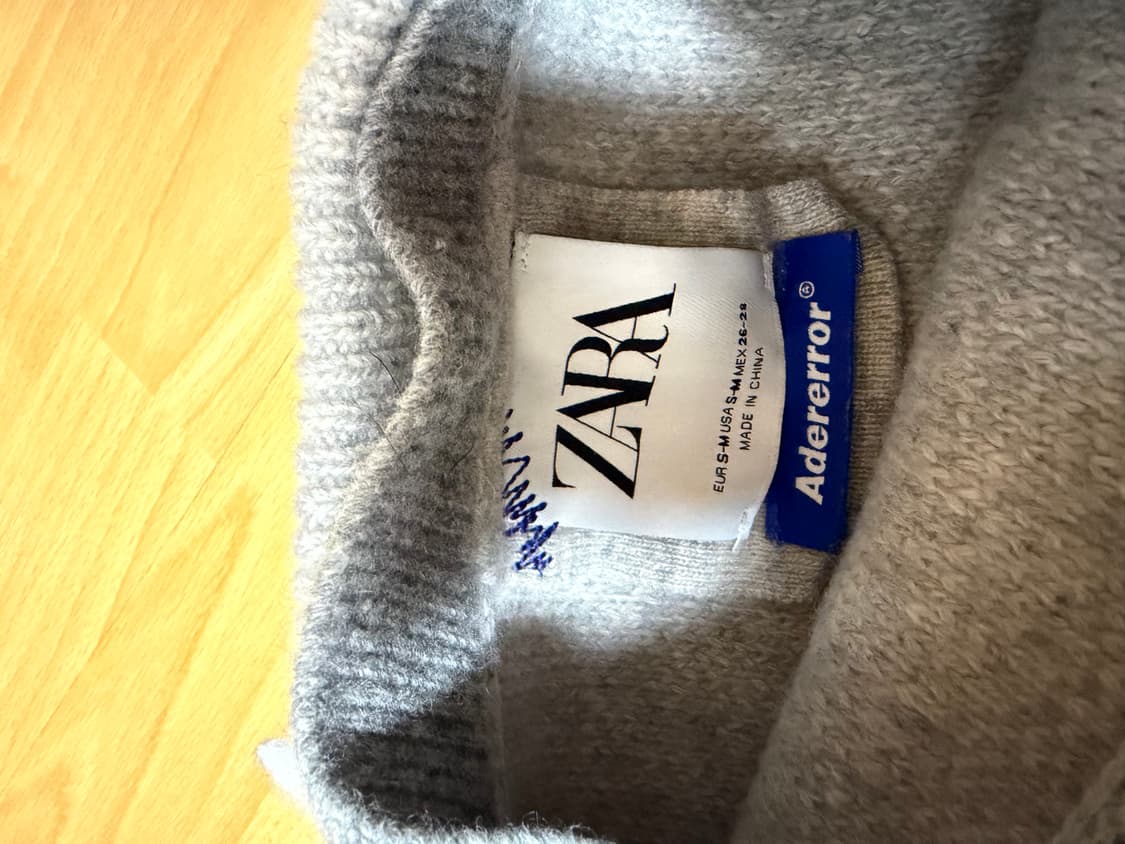 ZARA
EUR S-M USA S-M MEX 26-28
MADE IN CHINA
Adererror®